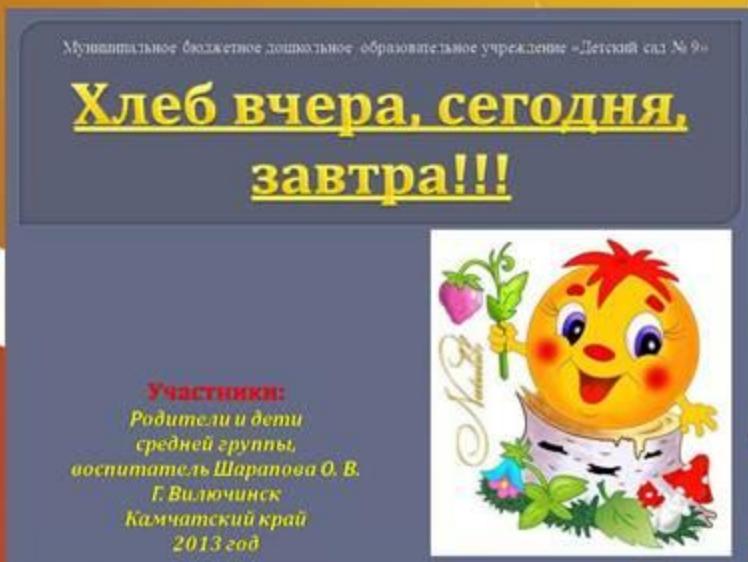 Муниципальное бюджетное дошкольное образовательное учреждение «Детский сад № 9»
Хлеб вчера, сегодня,
завтра!!!
Участники:
Родители и дети
средней группы,
воспитатель Шарапова О. В.
Г. Вилючинск
Камчатский край
2013 год